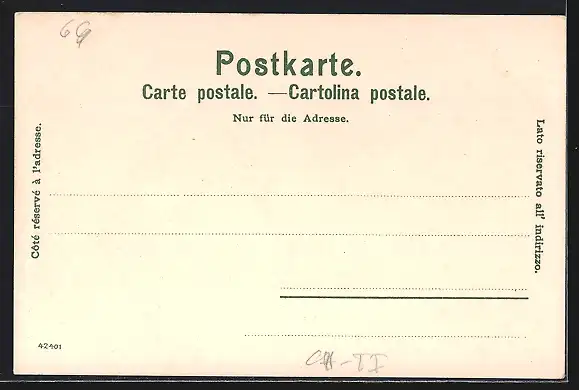 Postkarte.
Carte postale. — Cartolina postale.
Nur für die Adresse.
Côté réservé à l'adresse.
Lato riservato all' indirizzo.
42401
CH-TI